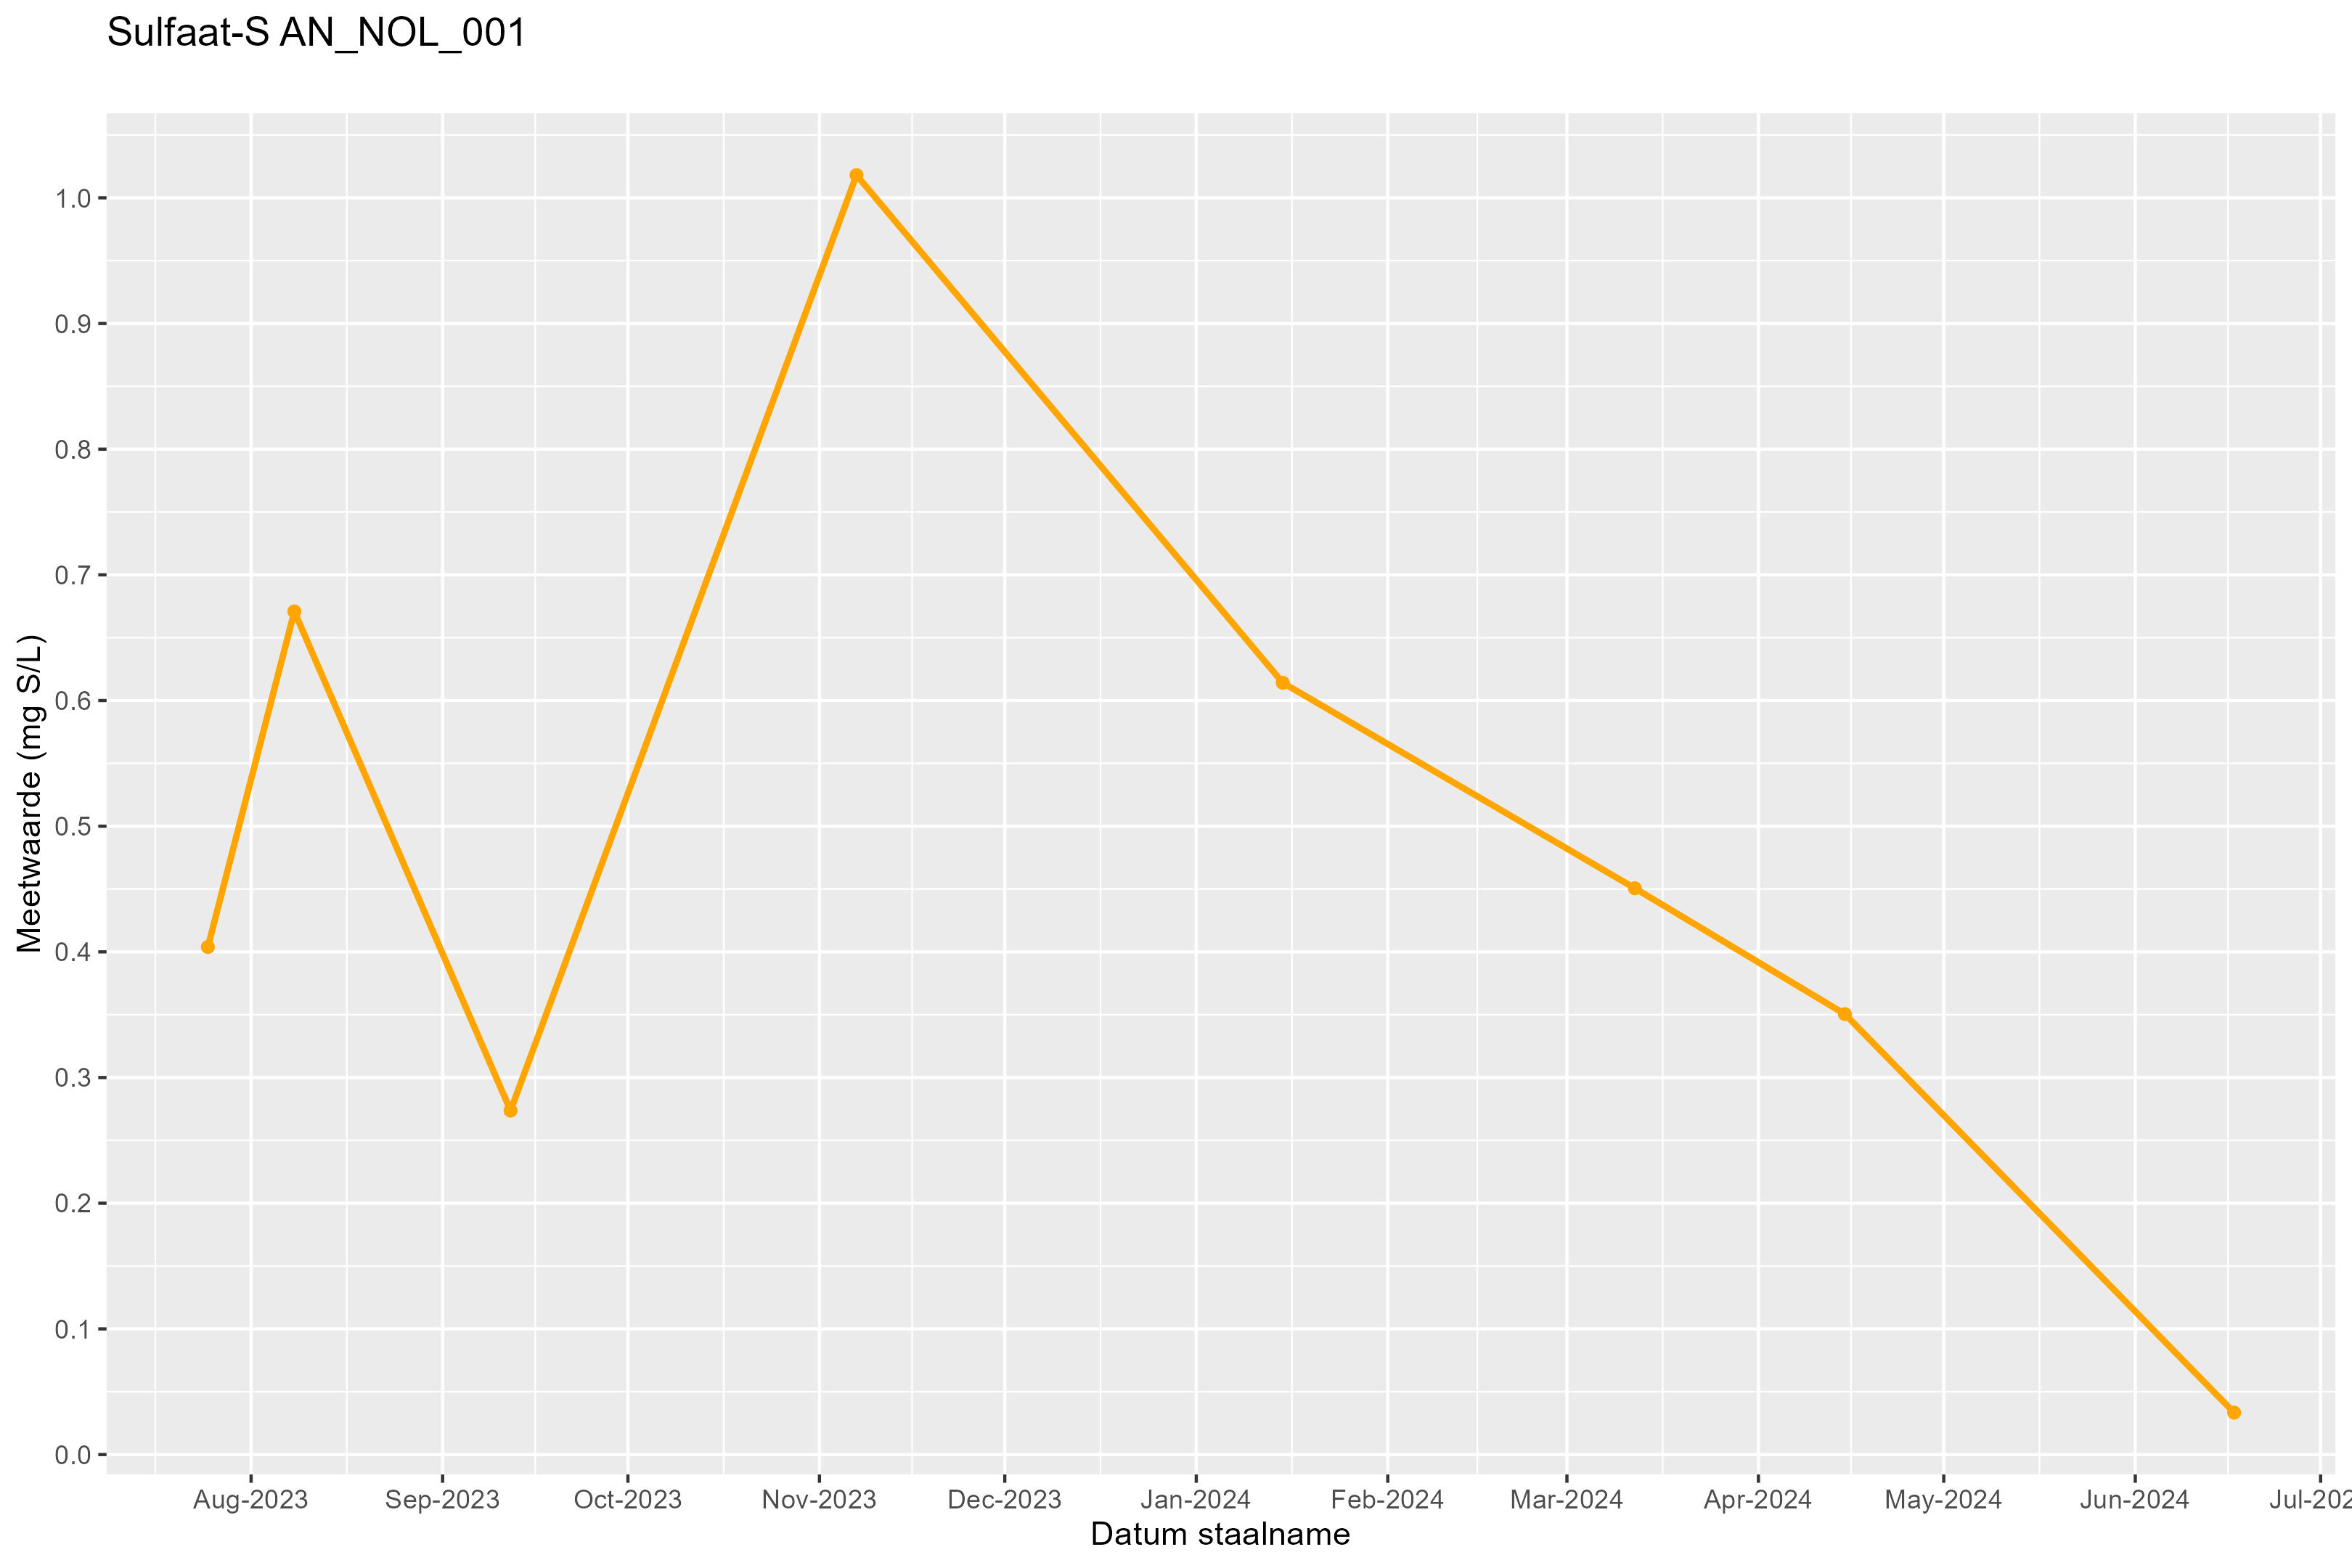 Sulfaat-S AN_NOL_001
Meetwaarde (mg S/L)
1.0
0.9
0.8
0.7
0.6
0.5
0.4
0.3
0.2
0.1
0.0
Aug-2023 Sep-2023 Oct-2023 Nov-2023 Dec-2023 Jan-2024 Feb-2024 Mar-2024 Apr-2024 May-2024 Jun-2024 Jul-202
Datum staalname